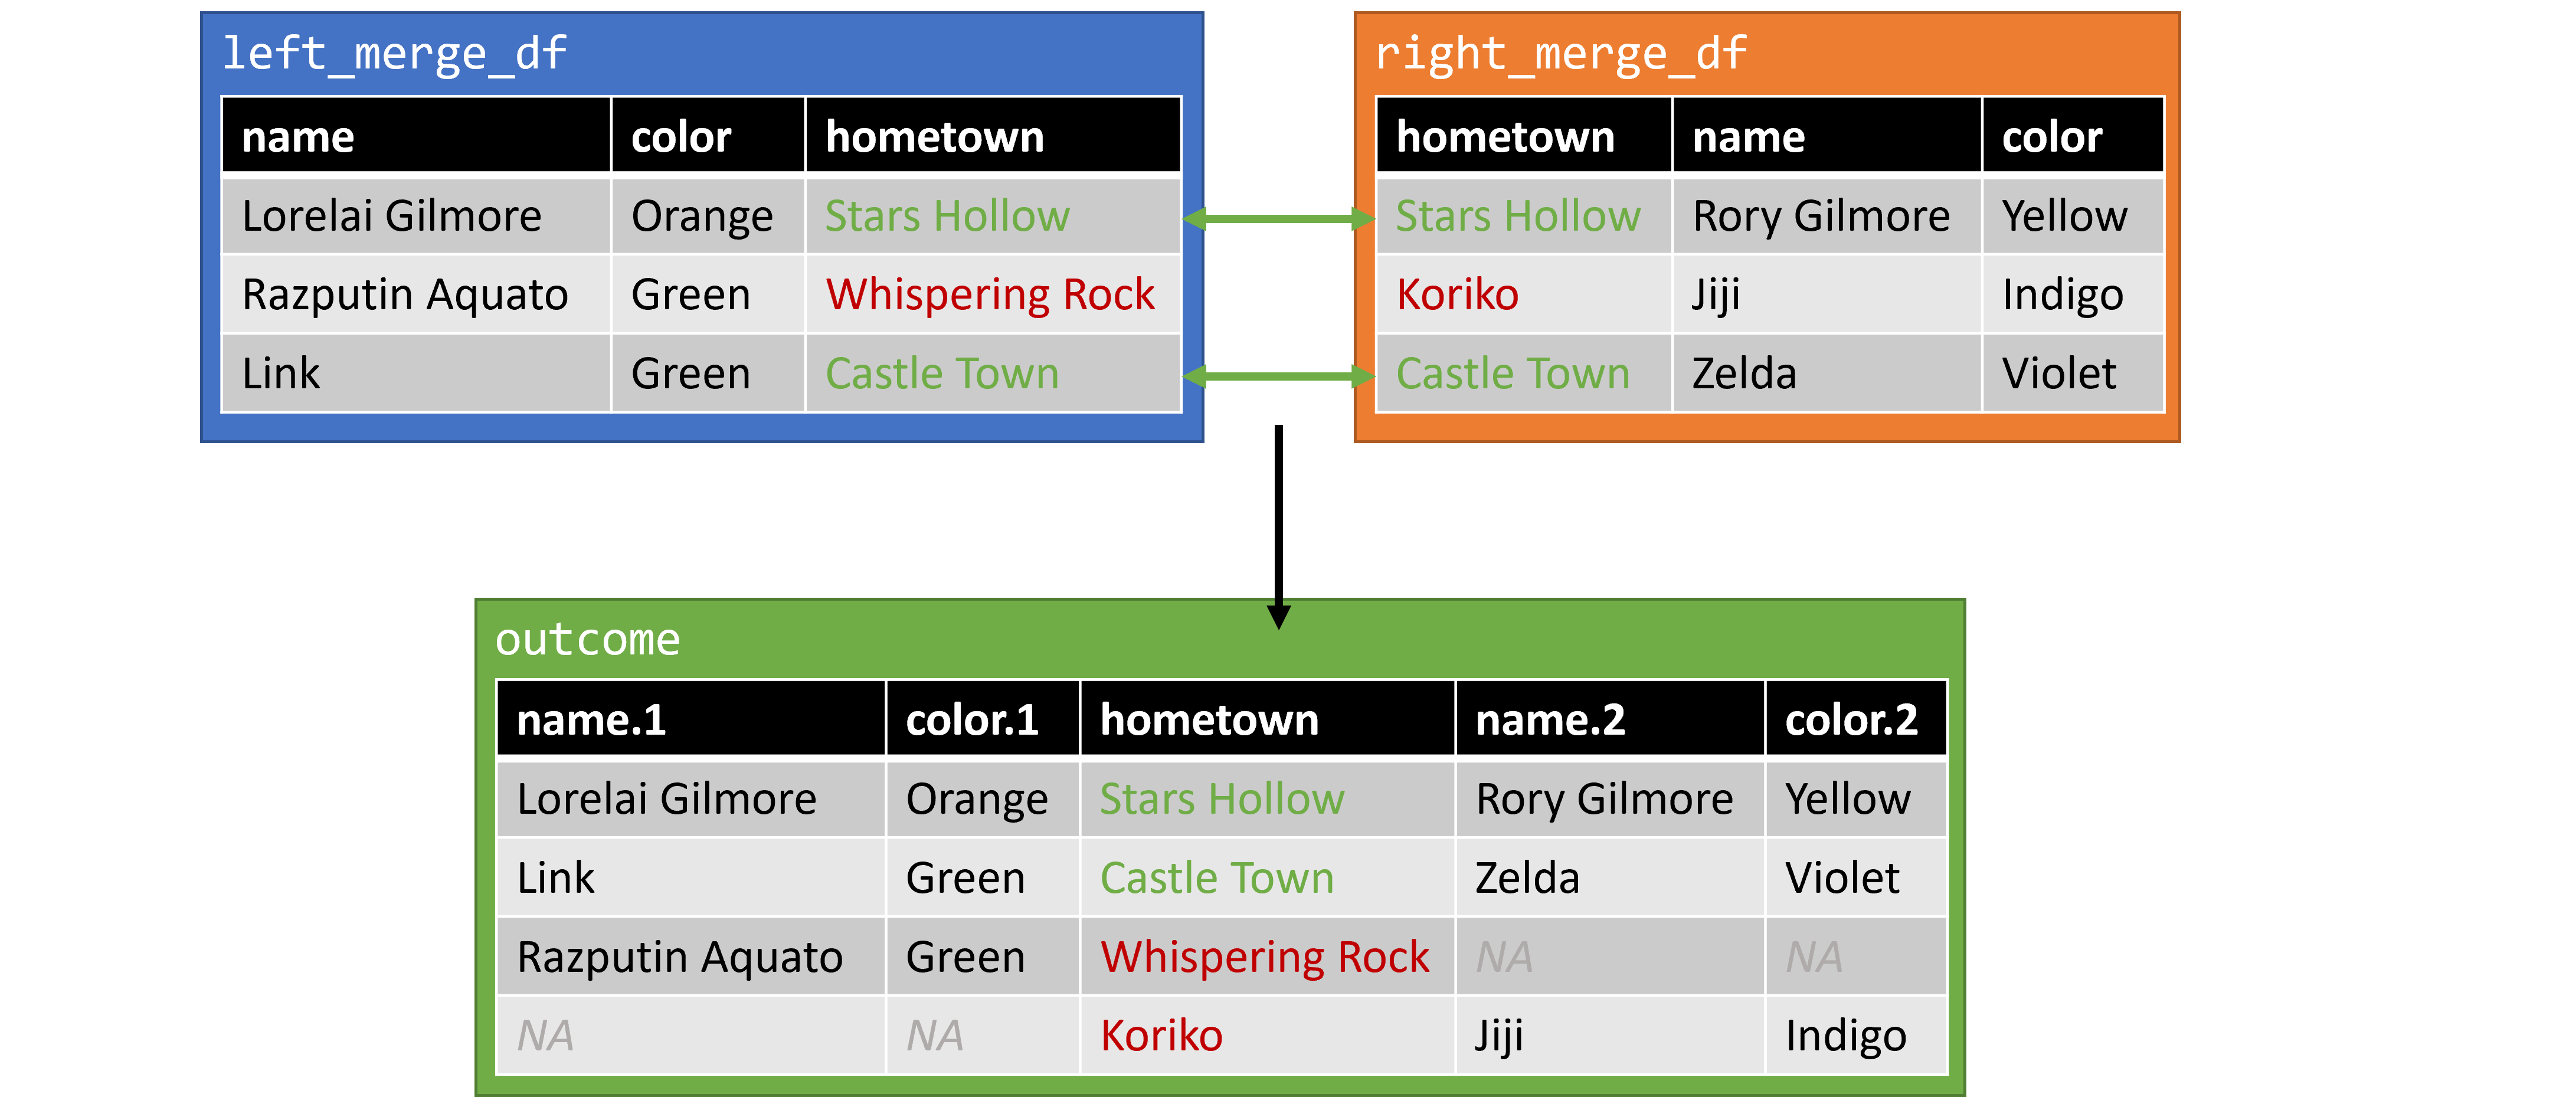 left_merge_df
name color hometown
Lorelai Gilmore Orange Stars Hollow
Razputin Aquato Green Whispering Rock
Link Green Castle Town
right_merge_df
hometown name color
Stars Hollow Rory Gilmore Yellow
Koriko Jiji Indigo
Castle Town Zelda Violet
outcome
name.1 color.1 hometown name.2 color.2
Lorelai Gilmore Orange Stars Hollow Rory Gilmore Yellow
Link Green Castle Town Zelda Violet
Razputin Aquato Green Whispering Rock NA NA
NA NA Koriko Jiji Indigo